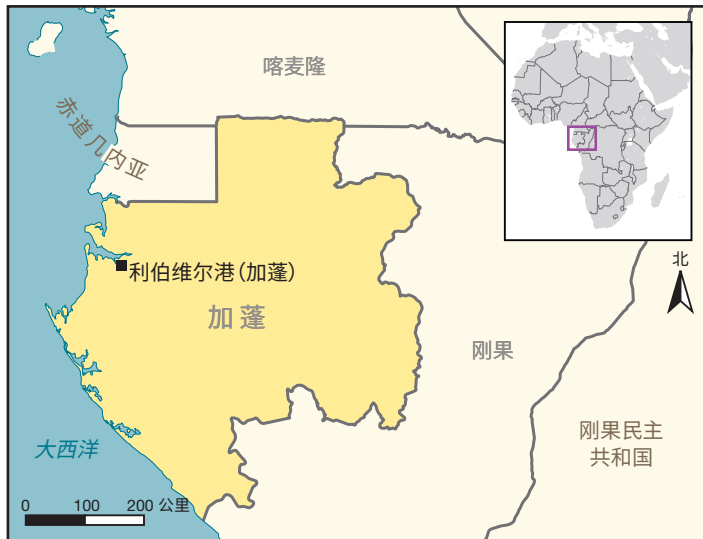 喀麦隆
赤道几内亚
北
利伯维尔港(加蓬)
加蓬
刚果
刚果民主
共和国
大西洋
0 100 200 公里